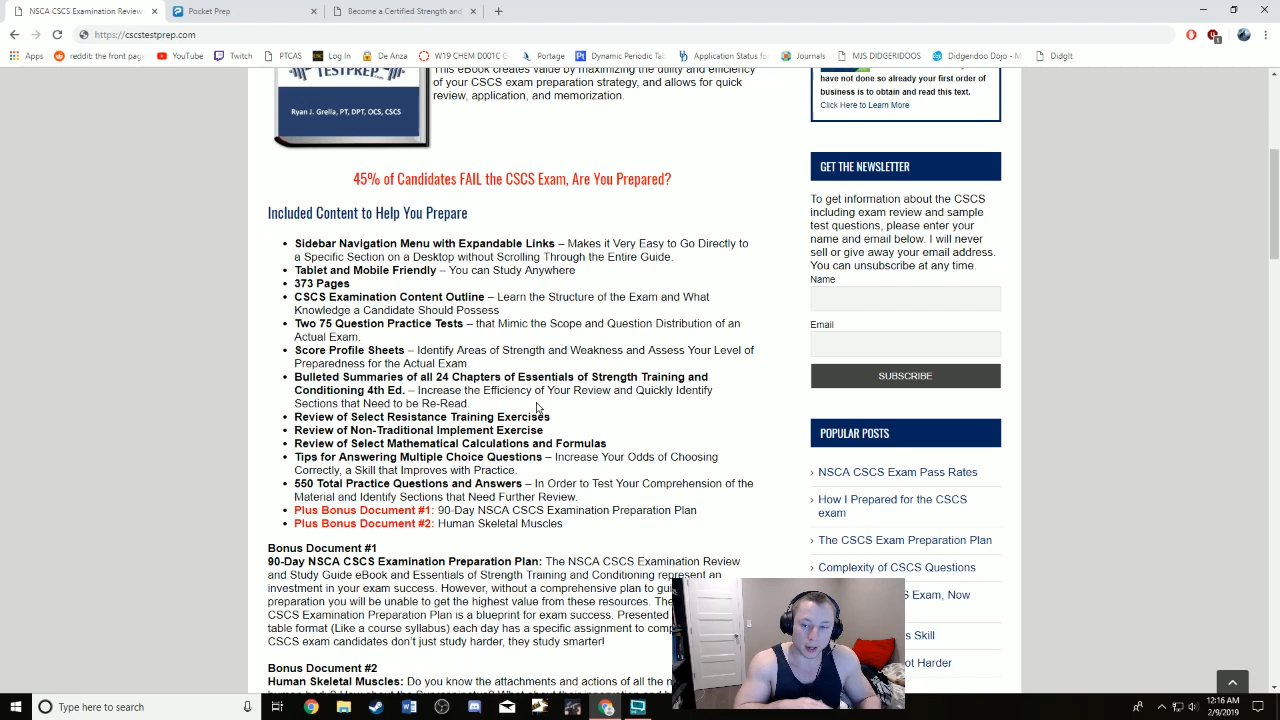 NSCA CSCS Examination Review
Pocket Prep
Become a Certified Strength and
https://cscstestprep.com
Apps
reddit: the front page
YouTube
Twitch
PTCAS
Log In
De Anza
W19 CHEM D001C
Portage
Dynamic Periodic Tab
Application Status fo
Journals
MJS DIDGERIDOOS
Didgeridoo Dojo - M
DidgIt
TESTPREP
Ryan J. Grella, PT, DPT, OCS, CSCS
This eBook creates value by maximizing the utility and efficiency
of your CSCS exam preparation strategy, and allows for quick
review, application, and memorization.
45% of Candidates FAIL the CSCS Exam, Are You Prepared?
Included Content to Help You Prepare
• Sidebar Navigation Menu with Expandable Links – Makes it Very Easy to Go Directly to
a Specific Section on a Desktop without Scrolling Through the Entire Guide.
• Tablet and Mobile Friendly – You can Study Anywhere
• 373 Pages
• CSCS Examination Content Outline – Learn the Structure of the Exam and What
Knowledge a Candidate Should Possess
• Two 75 Question Practice Tests – that Mimic the Scope and Question Distribution of an
Actual Exam.
• Score Profile Sheets – Identify Areas of Strength and Weakness and Assess Your Level of
Preparedness for the Actual Exam
• Bulleted Summaries of all 24 Chapters of Essentials of Strength Training and
Conditioning 4th Ed. – Increase the Efficiency of Your Review and Quickly Identify
Sections that Need to be Re-Read.
• Review of Select Resistance Training Exercises
• Review of Non-Traditional Implement Exercise
• Review of Select Mathematical Calculations and Formulas
• Tips for Answering Multiple Choice Questions – Increase Your Odds of Choosing
Correctly, a Skill that Improves with Practice.
• 550 Total Practice Questions and Answers – In Order to Test Your Comprehension of the
Material and Identify Sections that Need Further Review.
• Plus Bonus Document #1: 90-Day NSCA CSCS Examination Preparation Plan
• Plus Bonus Document #2: Human Skeletal Muscles
Bonus Document #1
90-Day NSCA CSCS Examination Preparation Plan: The NSCA CSCS Examination Review
and Study Guide eBook and Essentials of Strength Training and Conditioning represent an
investment in your exam success. However, without a comprehensive plan to
preparation you will be unable to get the highest value from these resources.
CSCS Examination Preparation Plan is a blueprint for exam success. Presented
table format (Like a course syllabus) each day has a specific assignment to
CSCS exam candidates don't just study harder, they study smarter!
Bonus Document #2
Human Skeletal Muscles: Do you know the attachments and actions of all the
have not done so already your first order of
business is to obtain and read this text.
Click Here to Learn More
GET THE NEWSLETTER
To get information about the CSCS
including exam review and sample
test questions, please enter your
name and email below. I will never
sell or give away your email address.
You can unsubscribe at any time.
Name
Email
SUBSCRIBE
POPULAR POSTS
NSCA CSCS Exam Pass Rates
How I Prepared for the CSCS
exam
The CSCS Exam Preparation Plan
Complexity of CSCS Questions
Exam, Now
Skill
Harder
Type here to search
12:16 AM
2/9/2019